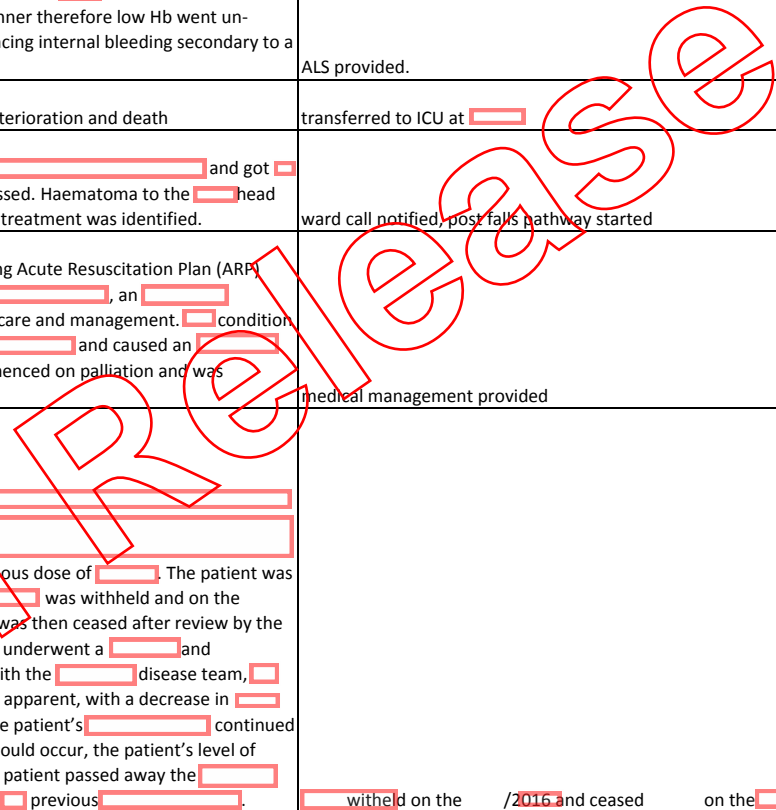 nner therefore low Hb went un-
cing internal bleeding secondary to a
ALS provided.
terioration and death
transferred to ICU at
and got
ssed. Haematoma to the head
treatment was identified.
ward call notified, post falls pathway started
ng Acute Resuscitation Plan (ARP)
, an
care and management. condition
and caused an
enced on palliation and was
medical management provided
ous dose of . The patient was
was withheld and on the
was then ceased after review by the
underwent a and
ith the disease team,
apparent, with a decrease in
e patient's continued
ould occur, the patient's level of
patient passed away the
previous .
witheld on the /2016 and ceased on the
Release